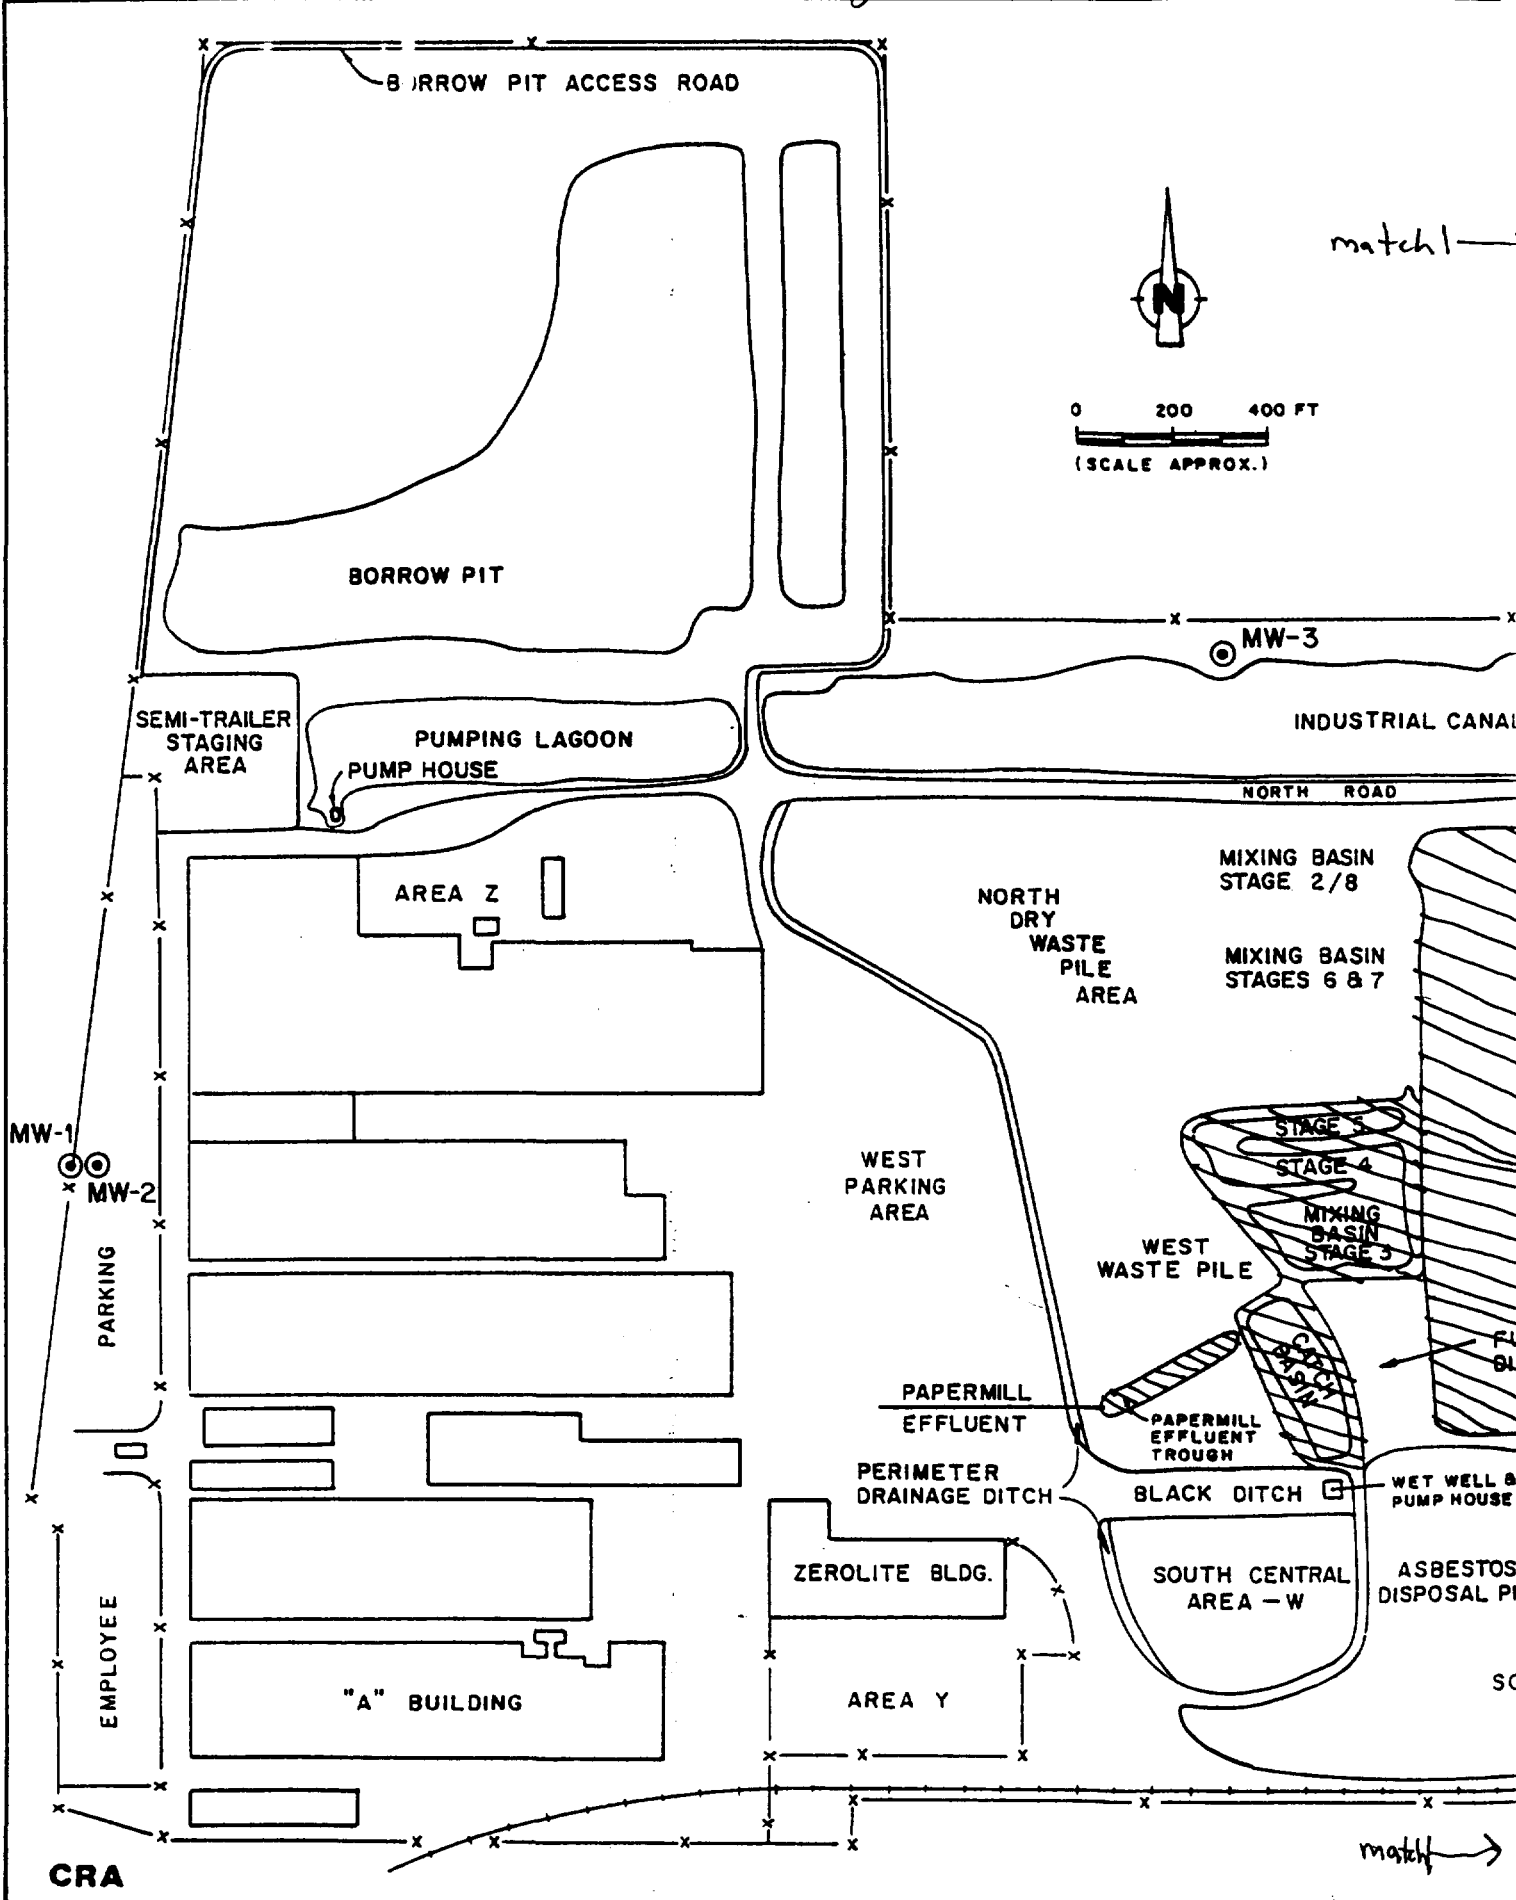 B RROW PIT ACCESS ROAD
match 1
N
0 200 400 FT
(SCALE APPROX.)
BORROW PIT
MW-3
SEMI-TRAILER
STAGING
AREA
PUMPING LAGOON
PUMP HOUSE
INDUSTRIAL CANAL
NORTH ROAD
AREA Z
NORTH
DRY
WASTE
PILE
AREA
MIXING BASIN
STAGE 2/8
MIXING BASIN
STAGES 6 & 7
MW-1
MW-2
STAGE 5
STAGE 4
MIXING
BASIN
STAGE 3
WEST
PARKING
AREA
WEST
WASTE PILE
PARKING
CATCH
BASIN
PAPERMILL
EFFLUENT
PAPERMILL
EFFLUENT
TROUGH
PERIMETER
DRAINAGE DITCH
BLACK DITCH
WET WELL &
PUMP HOUSE
ZEROLITE BLDG.
SOUTH CENTRAL
AREA - W
ASBESTOS
DISPOSAL P
EMPLOYEE
"A" BUILDING
AREA Y
SO
match
CRA